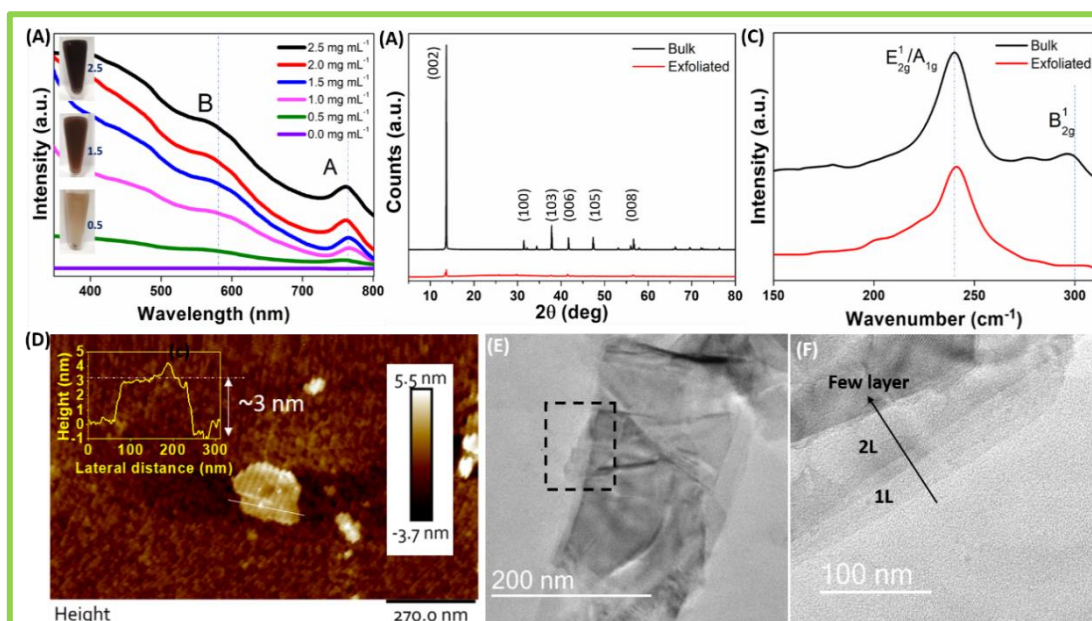 (A)
2.5
1.5
0.5
B
A
2.5 mg mL⁻¹
2.0 mg mL⁻¹
1.5 mg mL⁻¹
1.0 mg mL⁻¹
0.5 mg mL⁻¹
0.0 mg mL⁻¹
Intensity (a.u.)
400 500 600 700 800
Wavelength (nm)
(A)
(002)
(100)
(103)
(006)
(105)
(008)
Bulk
Exfoliated
Counts (a.u.)
10 20 30 40 50 60 70 80
2θ (deg)
(C)
E¹₂g/A₁g
B¹₂g
Bulk
Exfoliated
Intensity (a.u.)
150 200 250 300
Wavenumber (cm⁻¹)
(D)
(c)
Height (nm)
5
4
3
2
1
0
-1
0 100 200 300
Lateral distance (nm)
~3 nm
5.5 nm
-3.7 nm
Height
270.0 nm
(E)
200 nm
(F)
Few layer
2L
1L
100 nm